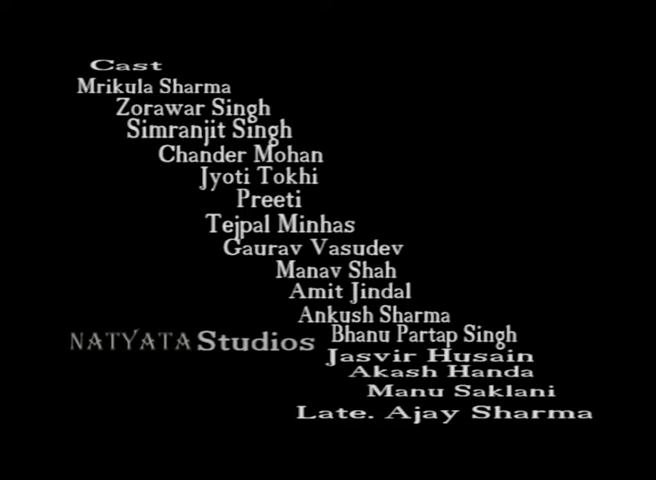 Cast
Mrikula Sharma
Zorawar Singh
Simranjit Singh
Chander Mohan
Jyoti Tokhi
Preeti
Tejpal Minhas
Gaurav Vasudev
Manav Shah
Amit Jindal
Ankush Sharma
Bhanu Partap Singh
NATYATA Studios
Jasvir Husain
Akash Handa
Manu Saklani
Late. Ajay Sharma